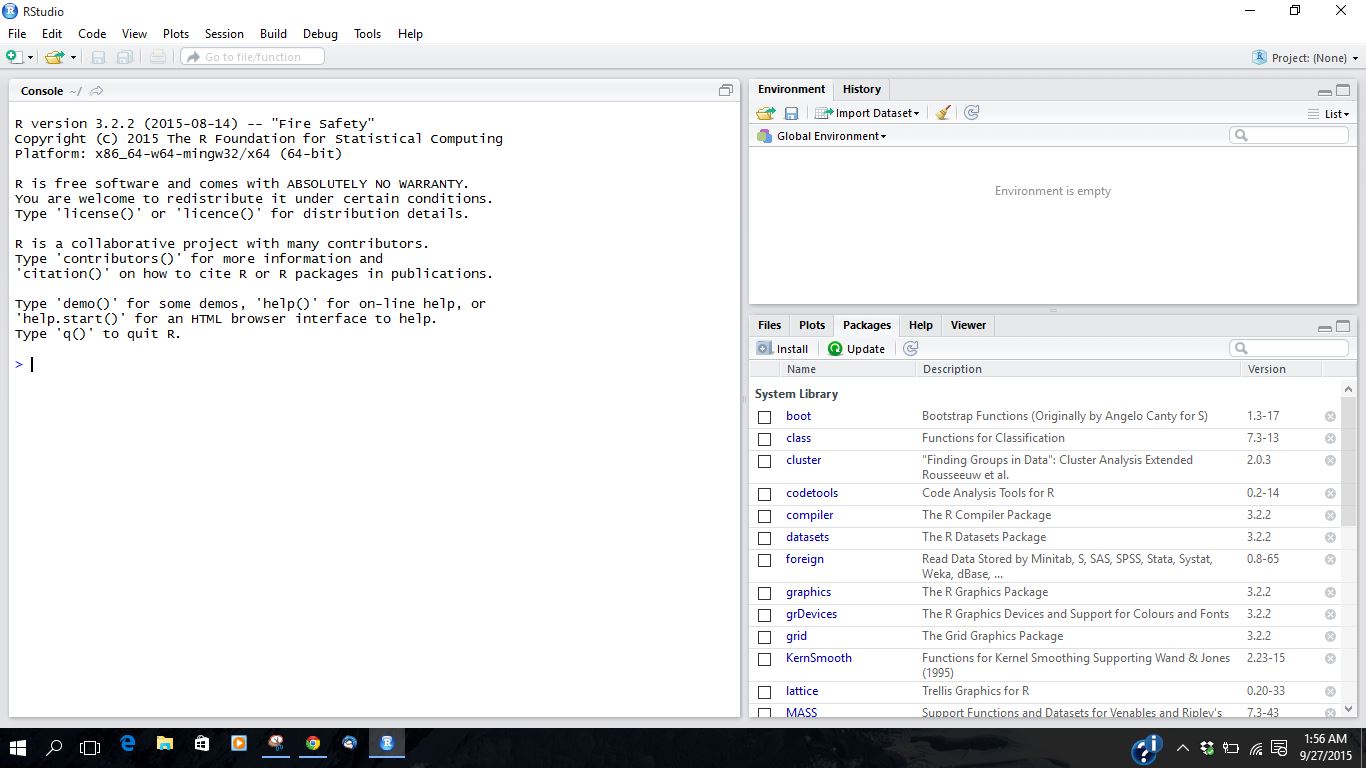 RStudio
File Edit Code View Plots Session Build Debug Tools Help
Go to file/function
Project: (None)
Console ~/
R version 3.2.2 (2015-08-14) -- "Fire Safety"
Copyright (C) 2015 The R Foundation for Statistical Computing
Platform: x86_64-w64-mingw32/x64 (64-bit)
R is free software and comes with ABSOLUTELY NO WARRANTY.
You are welcome to redistribute it under certain conditions.
Type 'license()' or 'licence()' for distribution details.
R is a collaborative project with many contributors.
Type 'contributors()' for more information and
'citation()' on how to cite R or R packages in publications.
Type 'demo()' for some demos, 'help()' for on-line help, or
'help.start()' for an HTML browser interface to help.
Type 'q()' to quit R.
>
Environment History
Import Dataset
List
Global Environment
Environment is empty
Files Plots Packages Help Viewer
Install Update
Name Description Version
System Library
boot Bootstrap Functions (Originally by Angelo Canty for S) 1.3-17
class Functions for Classification 7.3-13
cluster "Finding Groups in Data": Cluster Analysis Extended 2.0.3
Rousseeuw et al.
codetools Code Analysis Tools for R 0.2-14
compiler The R Compiler Package 3.2.2
datasets The R Datasets Package 3.2.2
foreign Read Data Stored by Minitab, S, SAS, SPSS, Stata, Systat, 0.8-65
Weka, dBase, ...
graphics The R Graphics Package 3.2.2
grDevices The R Graphics Devices and Support for Colours and Fonts 3.2.2
grid The Grid Graphics Package 3.2.2
KernSmooth Functions for Kernel Smoothing Supporting Wand & Jones 2.23-15
(1995)
lattice Trellis Graphics for R 0.20-33
MASS Support Functions and Datasets for Venables and Ripley's 7.3-43
1:56 AM
9/27/2015